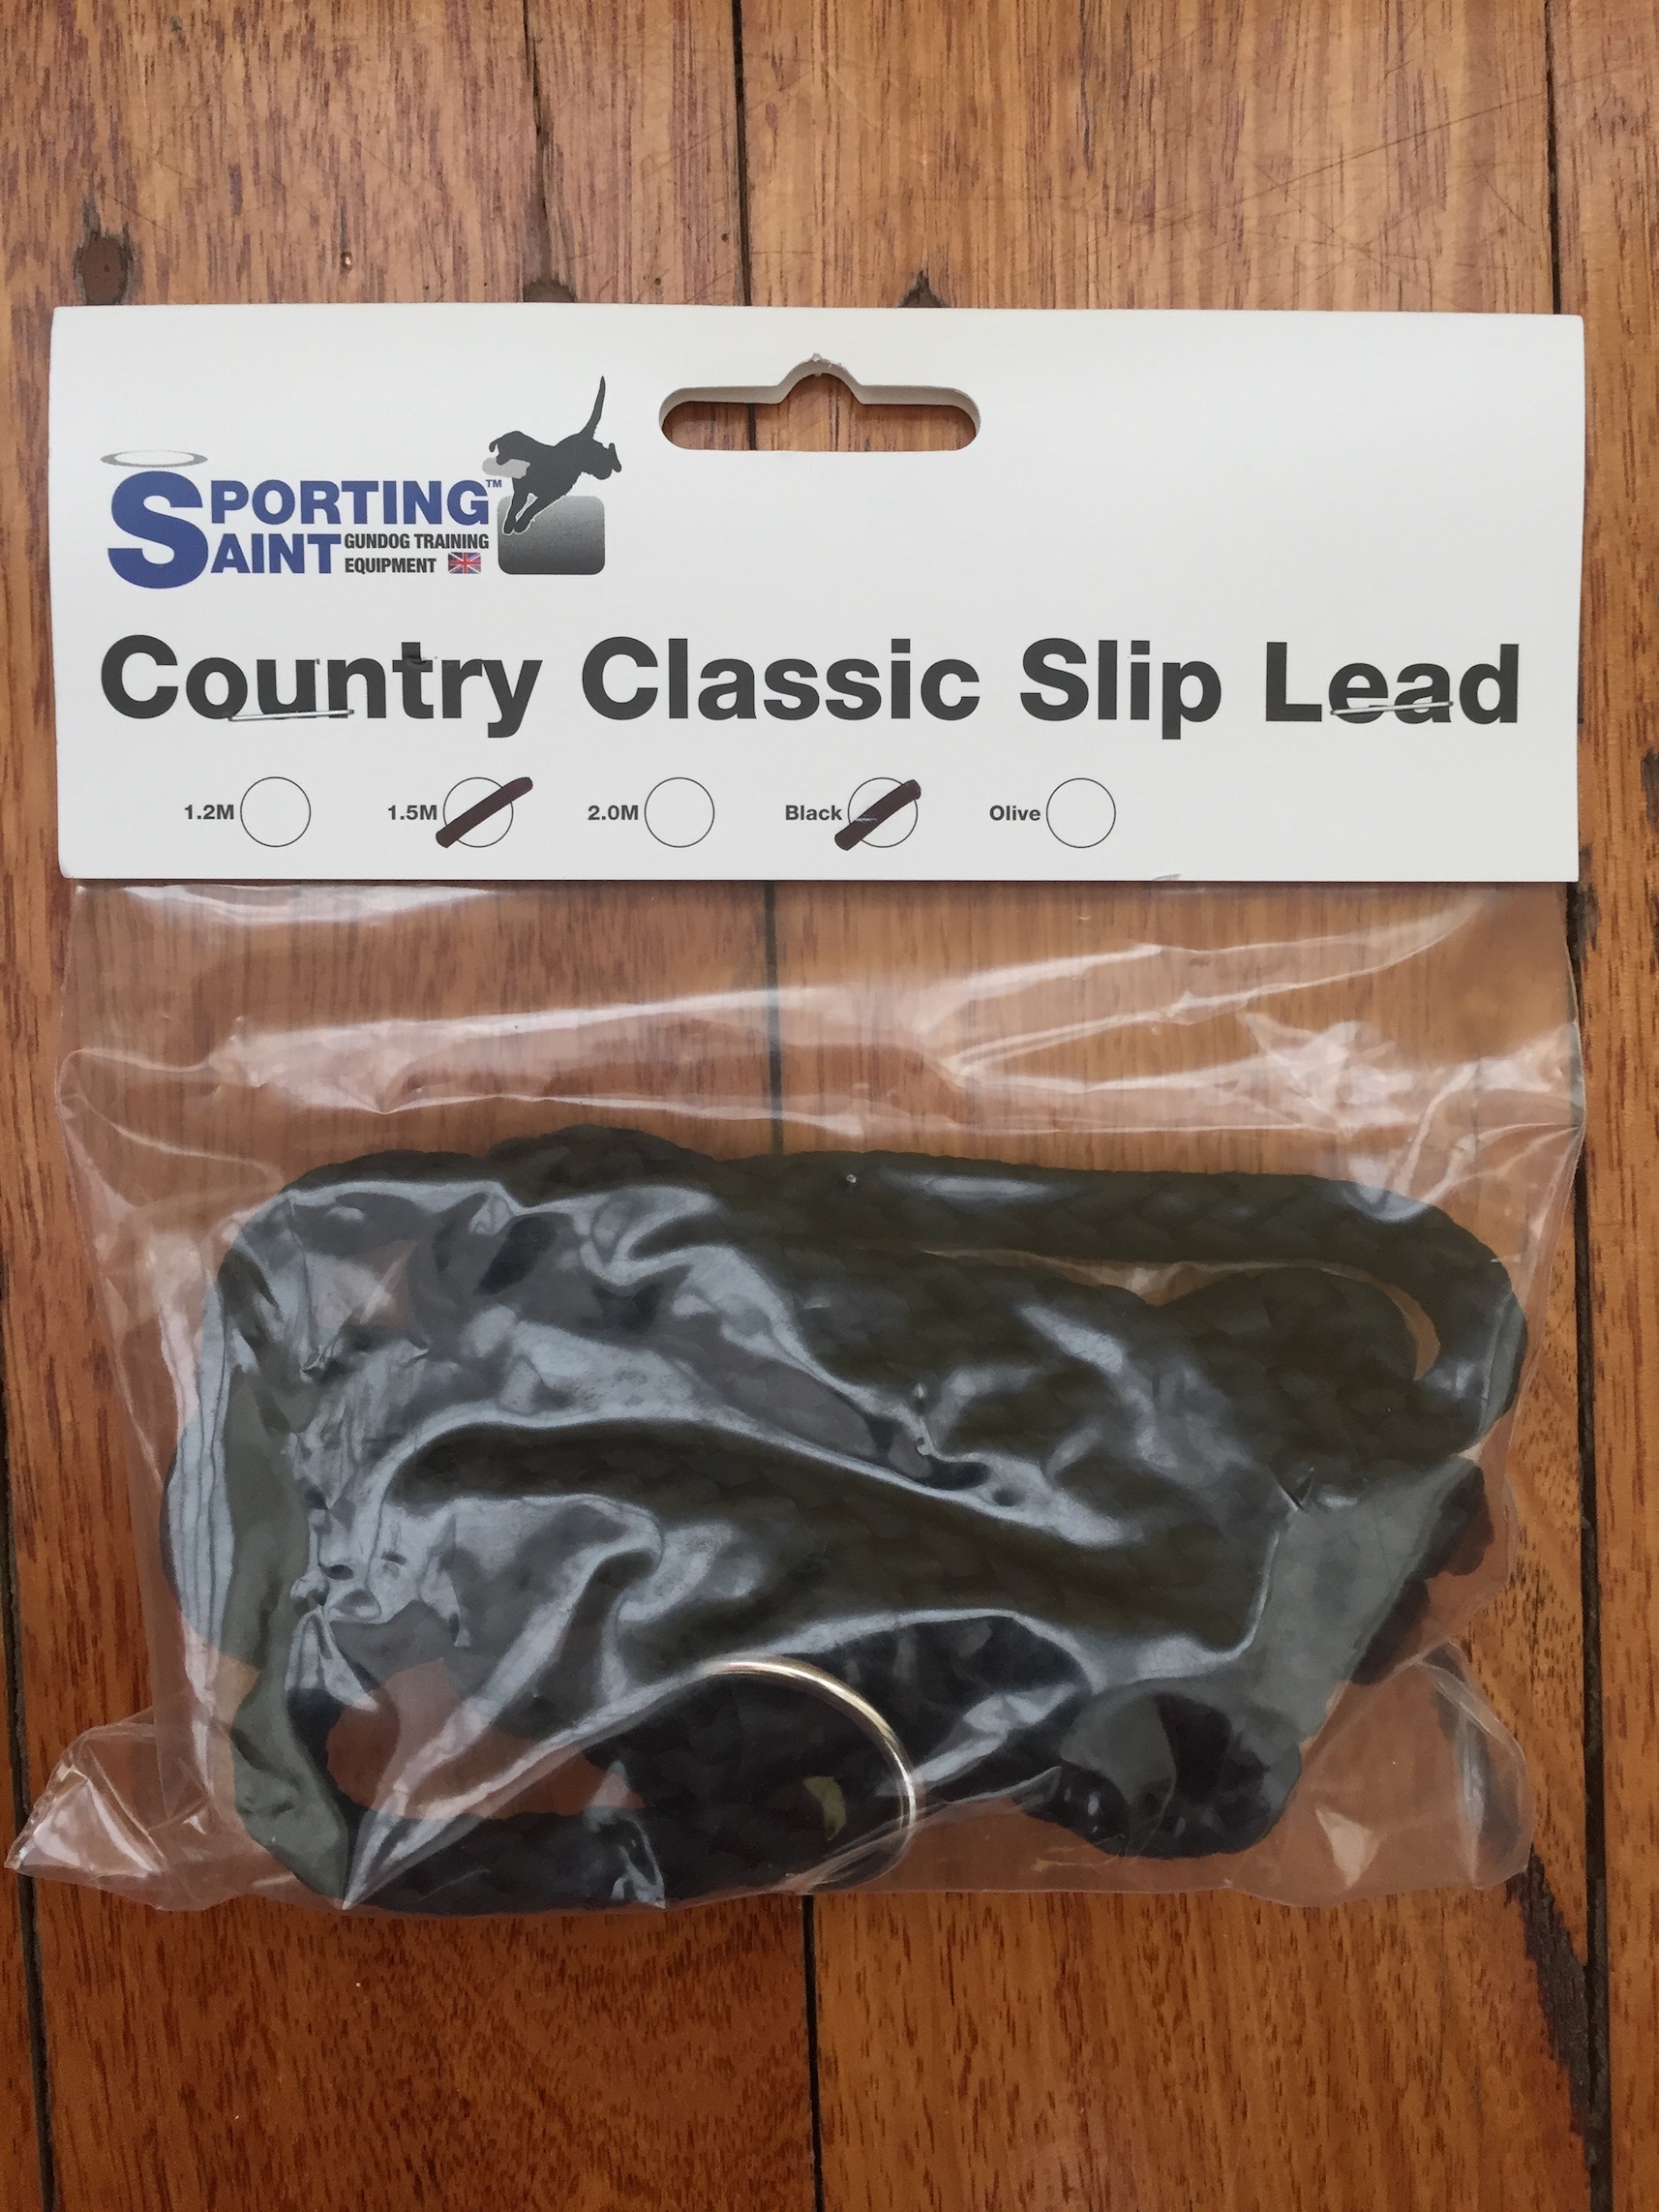 SPORTING™
SAINT GUNDOG TRAINING
EQUIPMENT
Country Classic Slip Lead
1.2M 1.5M 2.0M Black Olive